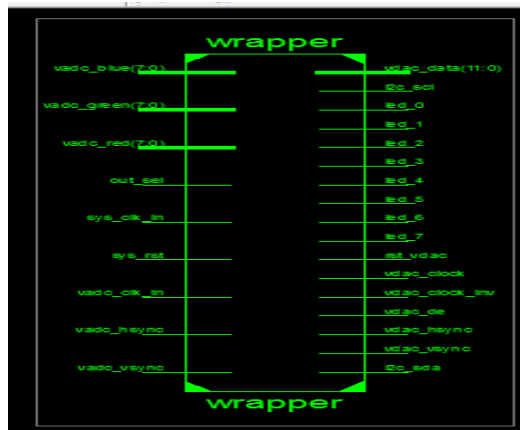 wrapper
vadc_blue(7:0)
vadc_green(7:0)
vadc_red(7:0)
out_sel
sys_clk_in
sys_rst
vadc_clk_in
vadc_hsync
vadc_vsync
vdac_data(11:0)
i2c_scl
led_0
led_1
led_2
led_3
led_4
led_5
led_6
led_7
rst_vdac
vdac_clock
vdac_clock_inv
vdac_de
vdac_hsync
vdac_vsync
i2c_sda
wrapper